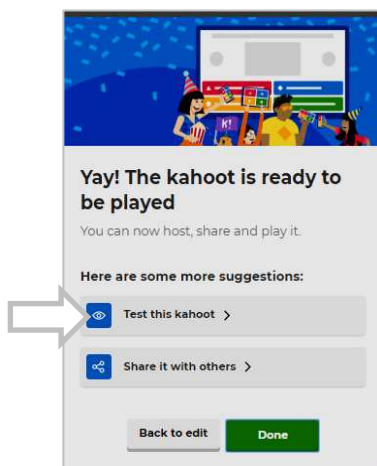 K!
Yay! The kahoot is ready to
be played
You can now host, share and play it.
Here are some more suggestions:
Test this kahoot >
Share it with others >
Back to edit
Done